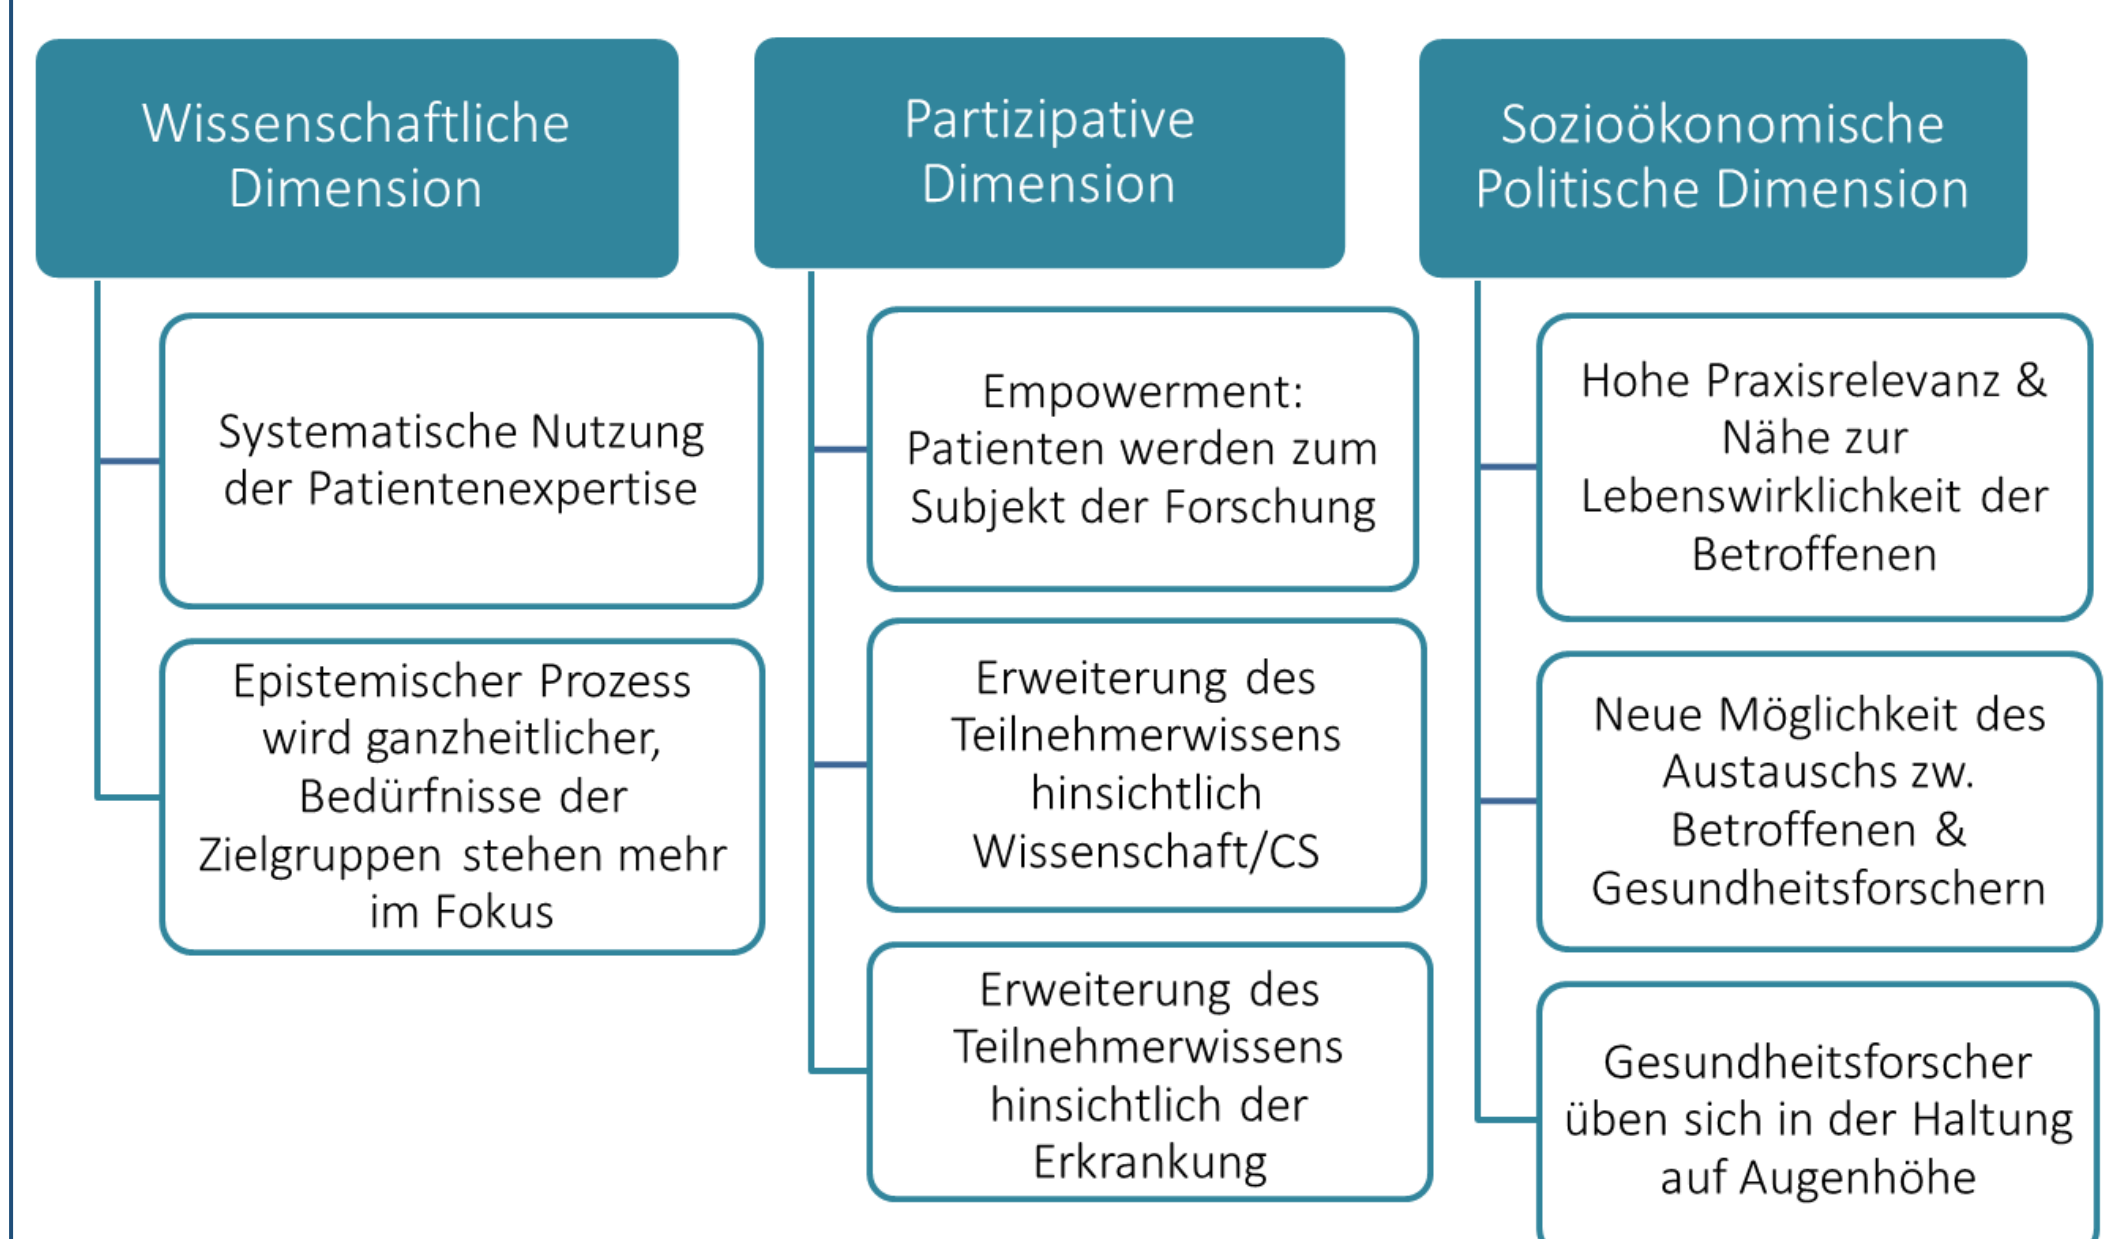 Wissenschaftliche
Dimension
Systematische Nutzung
der Patientenexpertise
Epistemischer Prozess
wird ganzheitlicher,
Bedürfnisse der
Zielgruppen stehen mehr
im Fokus
Partizipative
Dimension
Empowerment:
Patienten werden zum
Subjekt der Forschung
Erweiterung des
Teilnehmerwissens
hinsichtlich
Wissenschaft/CS
Erweiterung des
Teilnehmerwissens
hinsichtlich der
Erkrankung
Sozioökonomische
Politische Dimension
Hohe Praxisrelevanz &
Nähe zur
Lebenswirklichkeit der
Betroffenen
Neue Möglichkeit des
Austauschs zw.
Betroffenen &
Gesundheitsforschern
Gesundheitsforscher
üben sich in der Haltung
auf Augenhöhe